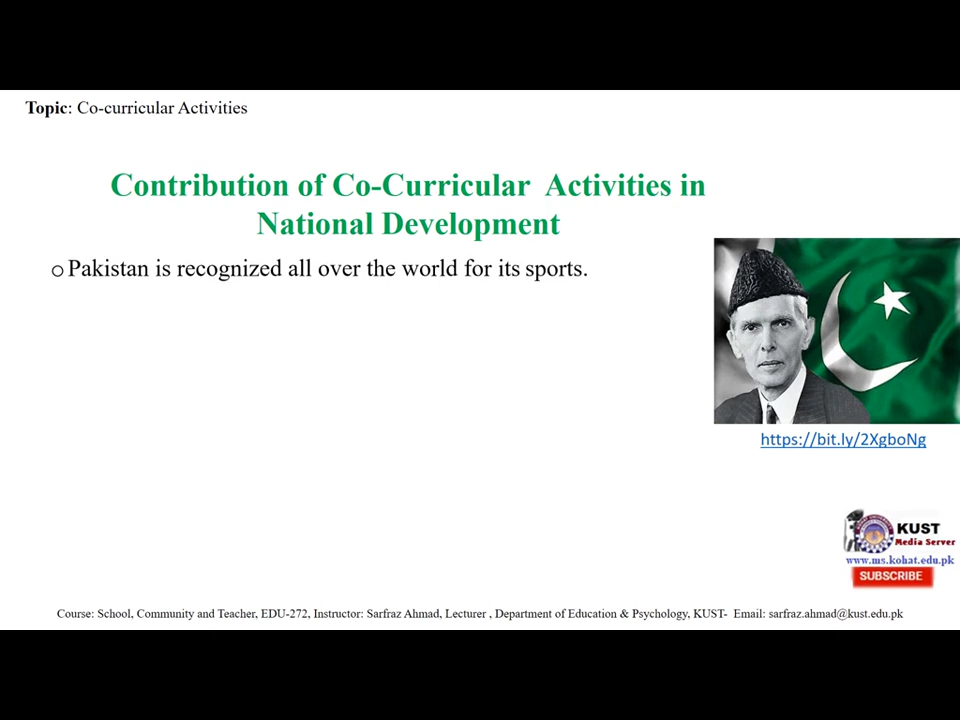 Topic: Co-curricular Activities
Contribution of Co-Curricular Activities in
National Development
o Pakistan is recognized all over the world for its sports.
https://bit.ly/2XgboNg
KUST
Media Server
www.ms.kohat.edu.pk
SUBSCRIBE
Course: School, Community and Teacher, EDU-272, Instructor: Sarfraz Ahmad, Lecturer , Department of Education & Psychology, KUST- Email: sarfraz.ahmad@kust.edu.pk